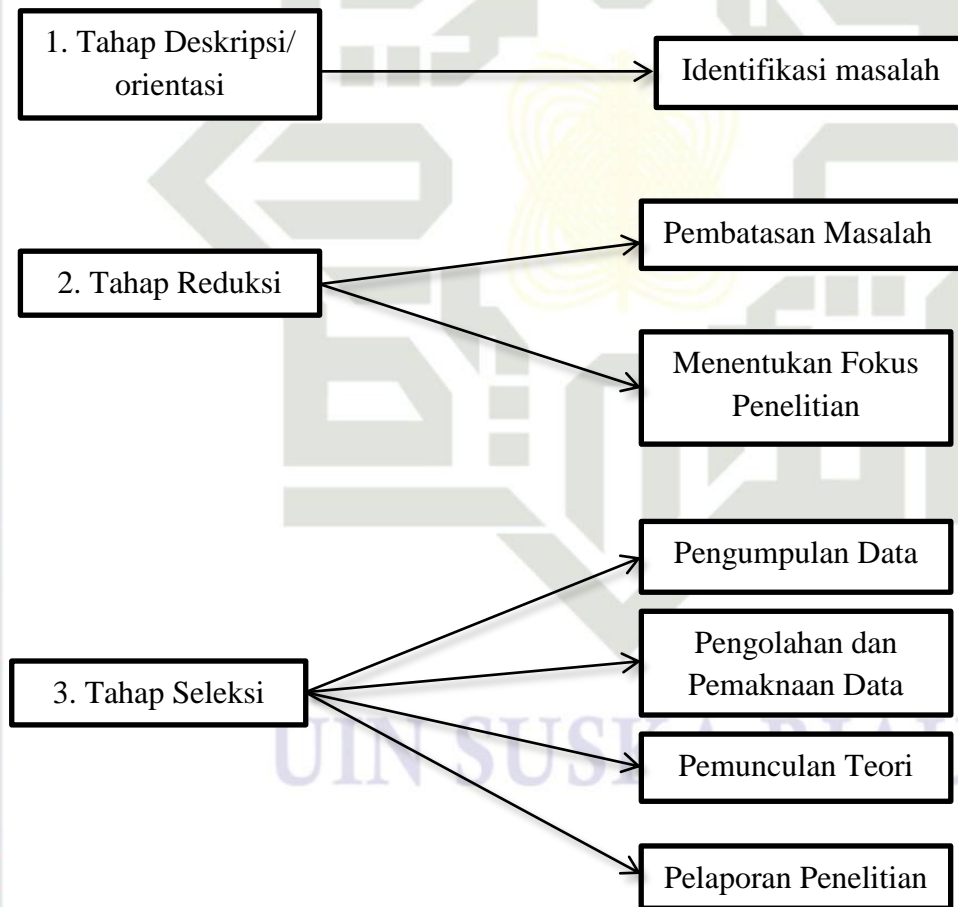 1. Tahap Deskripsi/
orientasi
Identifikasi masalah
2. Tahap Reduksi
Pembatasan Masalah
Menentukan Fokus
Penelitian
3. Tahap Seleksi
Pengumpulan Data
Pengolahan dan
Pemaknaan Data
Pemunculan Teori
Pelaporan Penelitian
UIN SUSKA RIAU